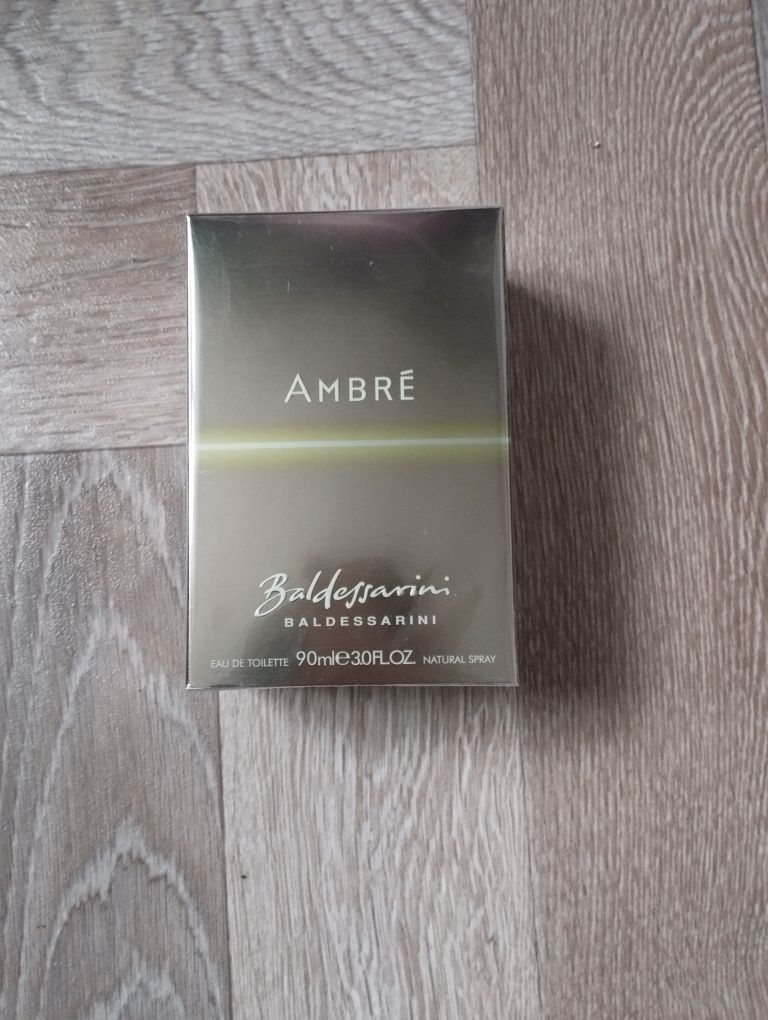 AMBRÉ
Baldessarini
BALDESSARINI
EAU DE TOILETTE 90ml℮3.0FL.OZ. NATURAL SPRAY